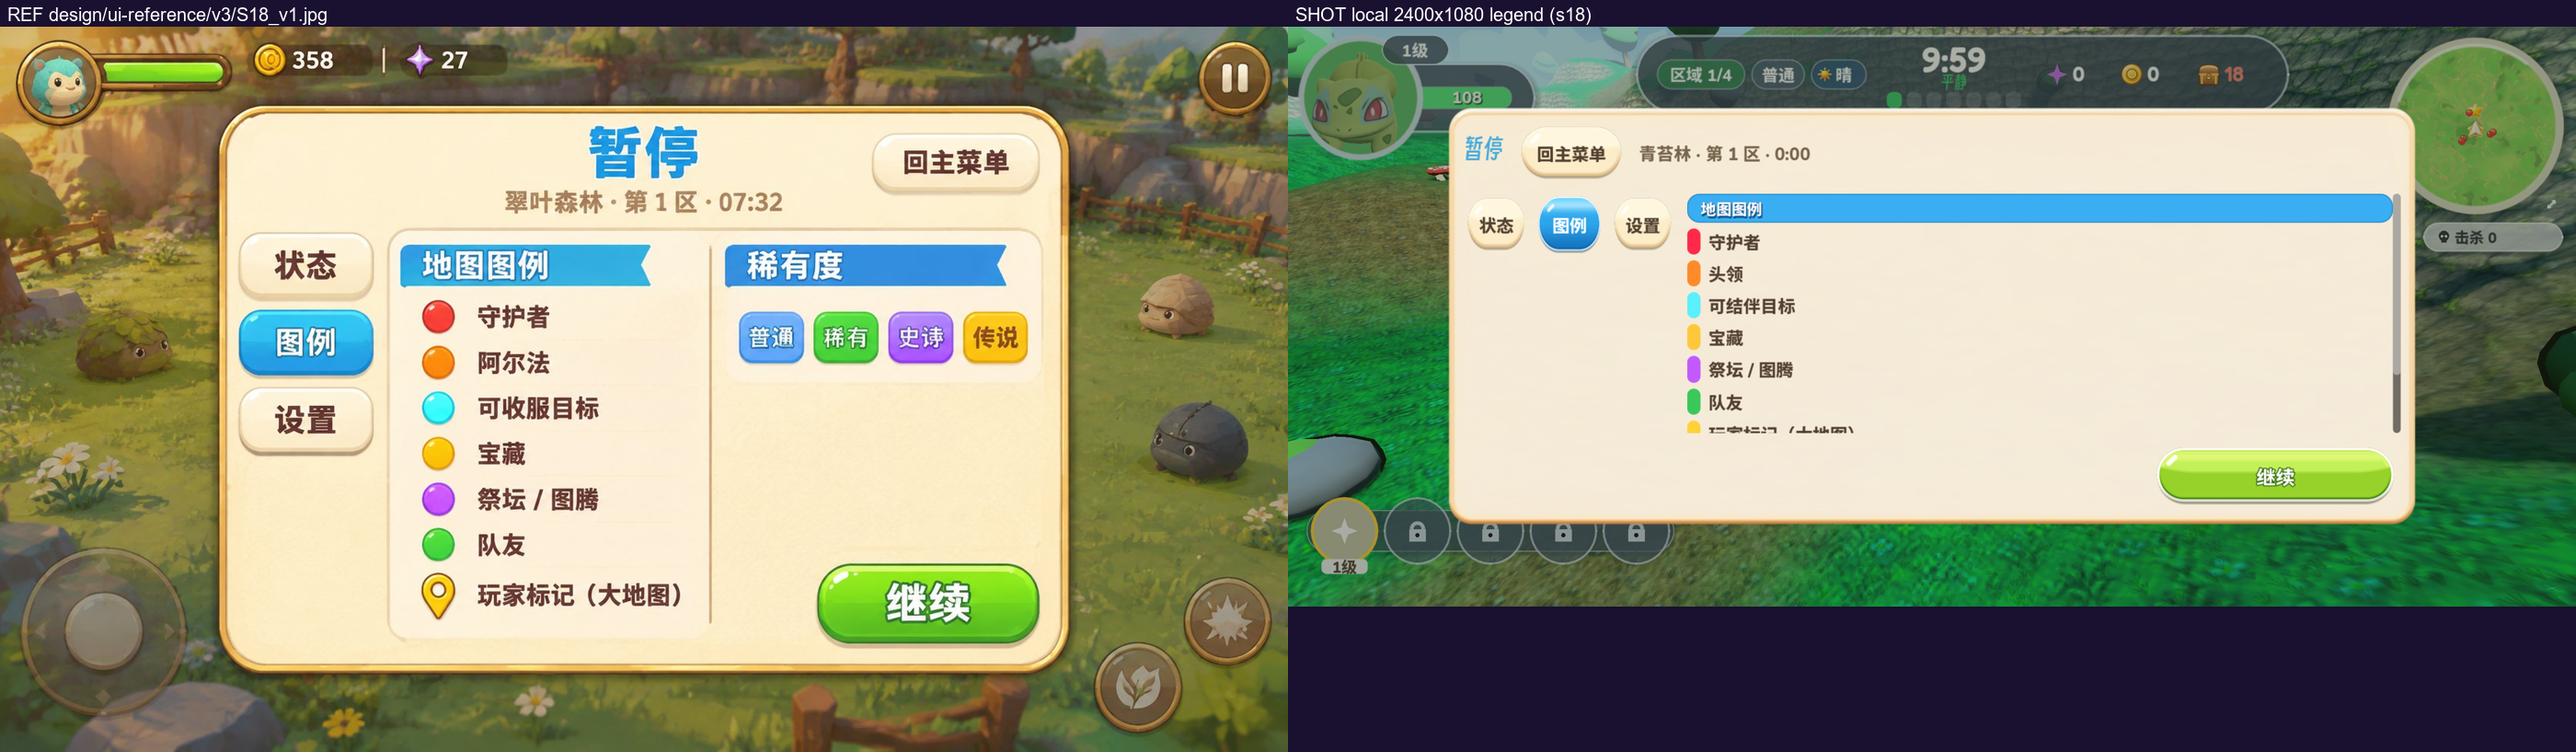 REF design/ui-reference/v3/S18_v1.jpg
358 | 27
暂停
回主菜单
翠叶森林 · 第 1 区 · 07:32
状态
图例
设置
地图图例
守护者
阿尔法
可收服目标
宝藏
祭坛 / 图腾
队友
玩家标记（大地图）
稀有度
普通 稀有 史诗 传说
继续
SHOT local 2400x1080 legend (s18)
1级
108
区域 1/4 普通 晴
9:59
平静
0 0 18
击杀 0
暂停 回主菜单 青苔林 · 第 1 区 · 0:00
状态 图例 设置
地图图例
守护者
头领
可结伴目标
宝藏
祭坛 / 图腾
队友
玩家标记（大地图）
继续
1级